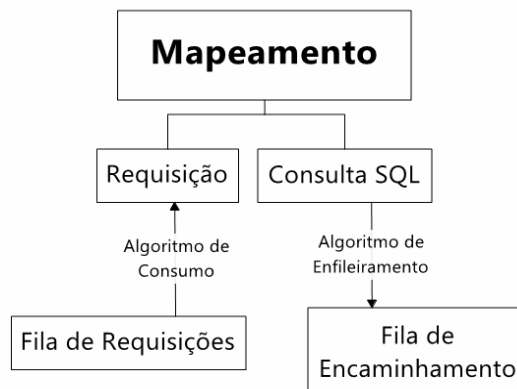 Mapeamento
Requisição
Consulta SQL
Algoritmo de
Consumo
Algoritmo de
Enfileiramento
Fila de Requisições
Fila de
Encaminhamento